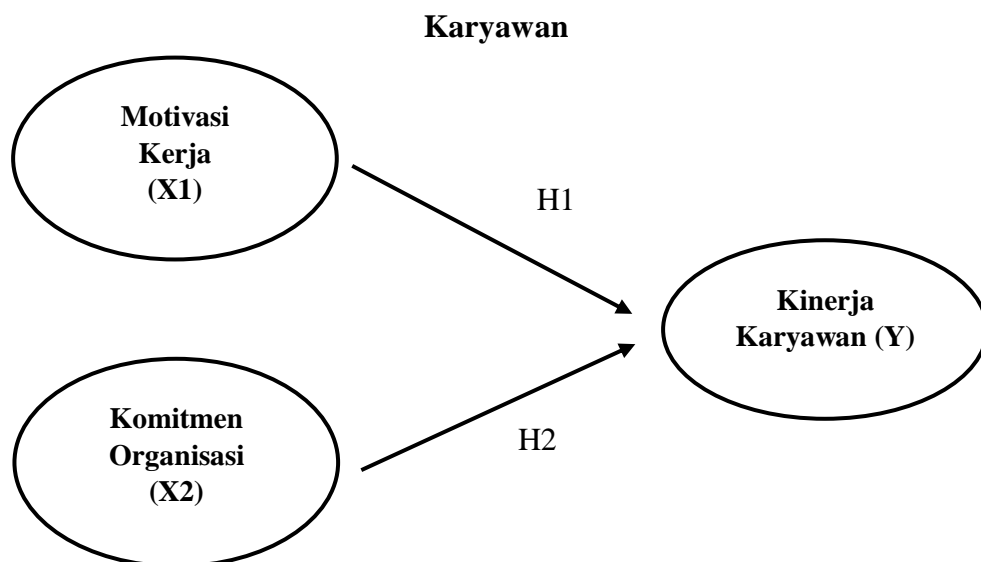 Karyawan
Motivasi
Kerja
(X1)
H1
Kinerja
Karyawan (Y)
Komitmen
Organisasi
(X2)
H2